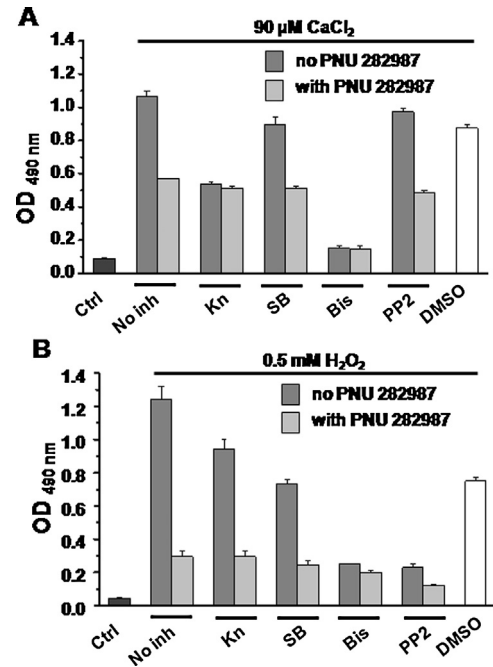 A
90 µM CaCl₂
1.4
no PNU 282987
1.2
with PNU 282987
1.0
0.8
0.6
0.4
0.2
0.0
OD 490 nm
Ctrl No inh Kn SB Bis PP2 DMSO
B
0.5 mM H₂O₂
1.4
no PNU 282987
1.2
with PNU 282987
1.0
0.8
0.6
0.4
0.2
0.0
OD 490 nm
Ctrl No inh Kn SB Bis PP2 DMSO